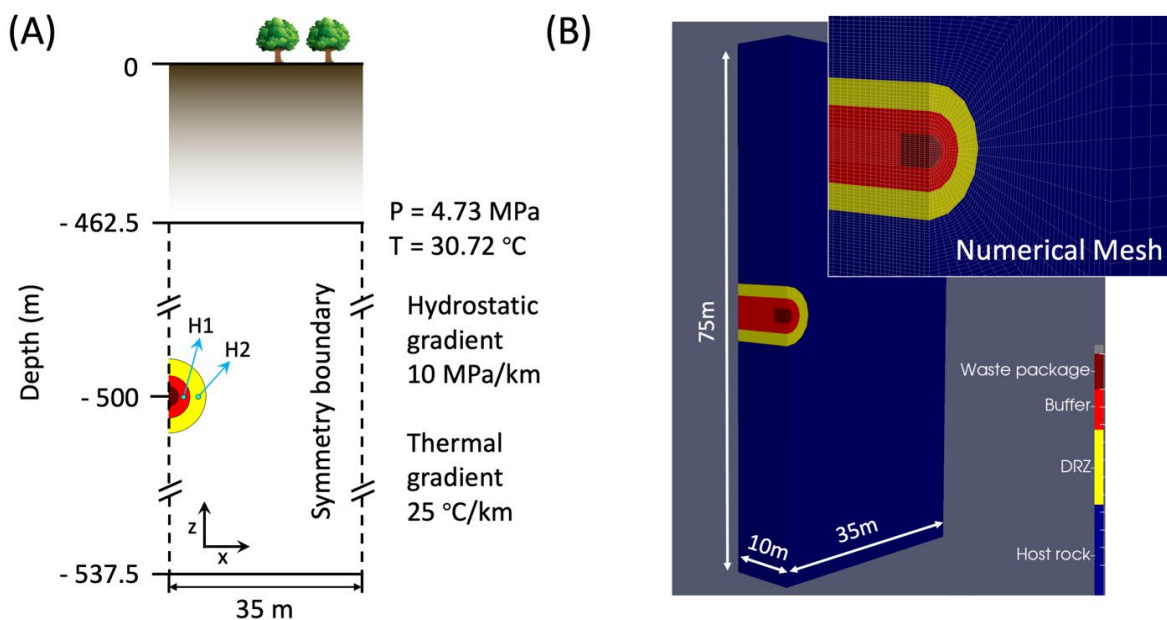 (A)
0
- 462.5
P = 4.73 MPa
T = 30.72 °C
Depth (m)
H1
H2
- 500
Symmetry boundary
Hydrostatic
gradient
10 MPa/km
Thermal
gradient
25 °C/km
z
x
- 537.5
35 m
(B)
Numerical Mesh
75m
10m
35m
Waste package
Buffer
DRZ
Host rock